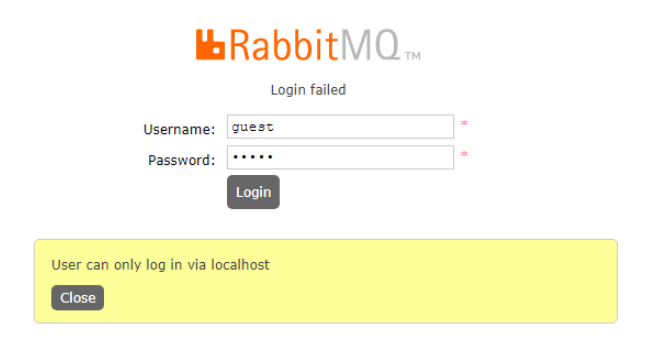 RabbitMQ™
Login failed
Username: guest *
Password: ••••• *
Login
User can only log in via localhost
Close